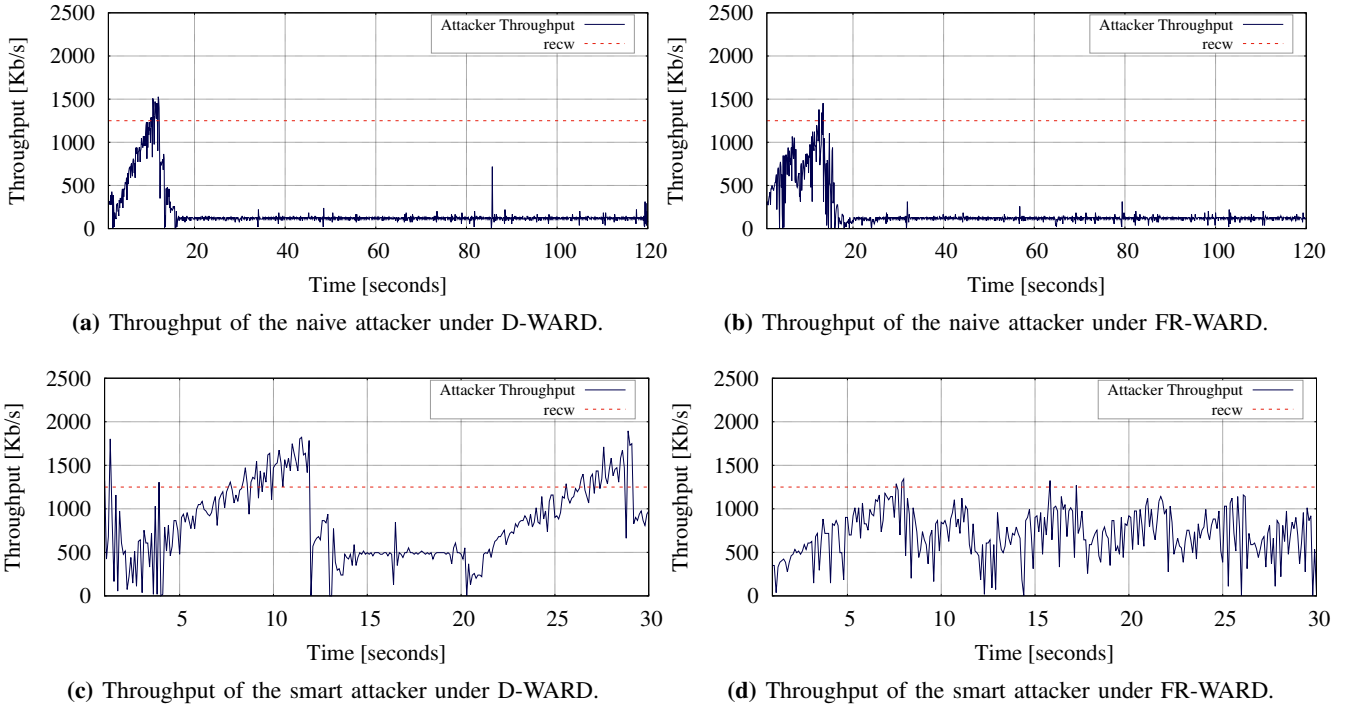 2500
2000
1500
1000
500
0
Throughput [Kb/s]
Attacker Throughput
recw
20 40 60 80 100 120
Time [seconds]
(a) Throughput of the naive attacker under D-WARD.
2500
2000
1500
1000
500
0
Throughput [Kb/s]
Attacker Throughput
recw
20 40 60 80 100 120
Time [seconds]
(b) Throughput of the naive attacker under FR-WARD.
2500
2000
1500
1000
500
0
Throughput [Kb/s]
Attacker Throughput
recw
5 10 15 20 25 30
Time [seconds]
(c) Throughput of the smart attacker under D-WARD.
2500
2000
1500
1000
500
0
Throughput [Kb/s]
Attacker Throughput
recw
5 10 15 20 25 30
Time [seconds]
(d) Throughput of the smart attacker under FR-WARD.